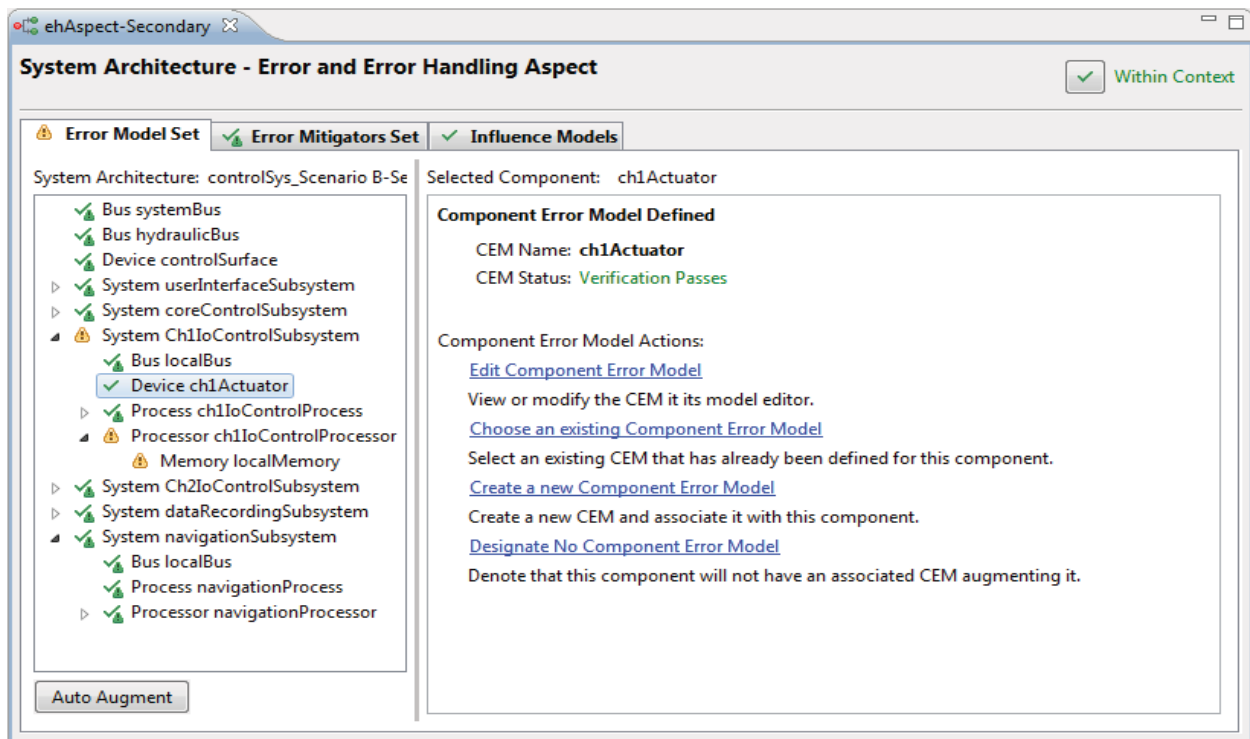 ehAspect-Secondary
System Architecture - Error and Error Handling Aspect
Within Context
Error Model Set
Error Mitigators Set
Influence Models
System Architecture: controlSys_Scenario B-Se
Bus systemBus
Bus hydraulicBus
Device controlSurface
System userInterfaceSubsystem
System coreControlSubsystem
System Ch1IoControlSubsystem
Bus localBus
Device ch1Actuator
Process ch1IoControlProcess
Processor ch1IoControlProcessor
Memory localMemory
System Ch2IoControlSubsystem
System dataRecordingSubsystem
System navigationSubsystem
Bus localBus
Process navigationProcess
Processor navigationProcessor
Auto Augment
Selected Component: ch1Actuator
Component Error Model Defined
CEM Name: ch1Actuator
CEM Status: Verification Passes
Component Error Model Actions:
Edit Component Error Model
View or modify the CEM it its model editor.
Choose an existing Component Error Model
Select an existing CEM that has already been defined for this component.
Create a new Component Error Model
Create a new CEM and associate it with this component.
Designate No Component Error Model
Denote that this component will not have an associated CEM augmenting it.